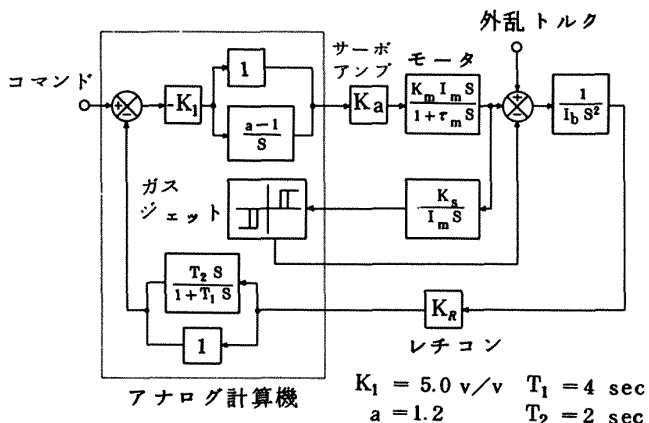 外乱トルク
コマンド
サーボ
アンプ
モータ
+
−
-K₁
1
a−1
S
Ka
KmImS
1+τmS
+
−
1
IbS²
ガス
ジェット
Ks
ImS
T₂S
1+T₁S
1
KR
レチコン
アナログ計算機
K₁ = 5.0 v/v T₁ = 4 sec
a = 1.2 T₂ = 2 sec